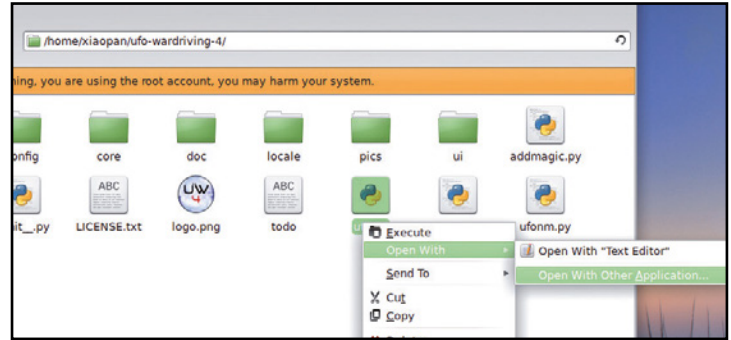 /home/xiaopan/ufo-wardriving-4/
ning, you are using the root account, you may harm your system.
onfig core doc locale pics ui addmagic.py
ABC UW 4 ABC
it__.py LICENSE.txt logo.png todo ufonm.py
Execute
Open With
Open With "Text Editor"
Send To
Open With Other Application...
Cut
Copy